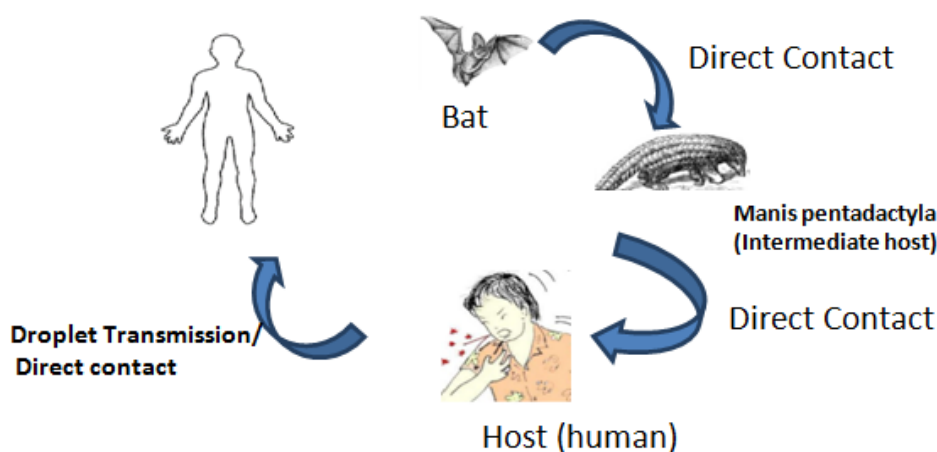 Direct Contact
Bat
Manis pentadactyla
(Intermediate host)
Direct Contact
Droplet Transmission/
Direct contact
Host (human)